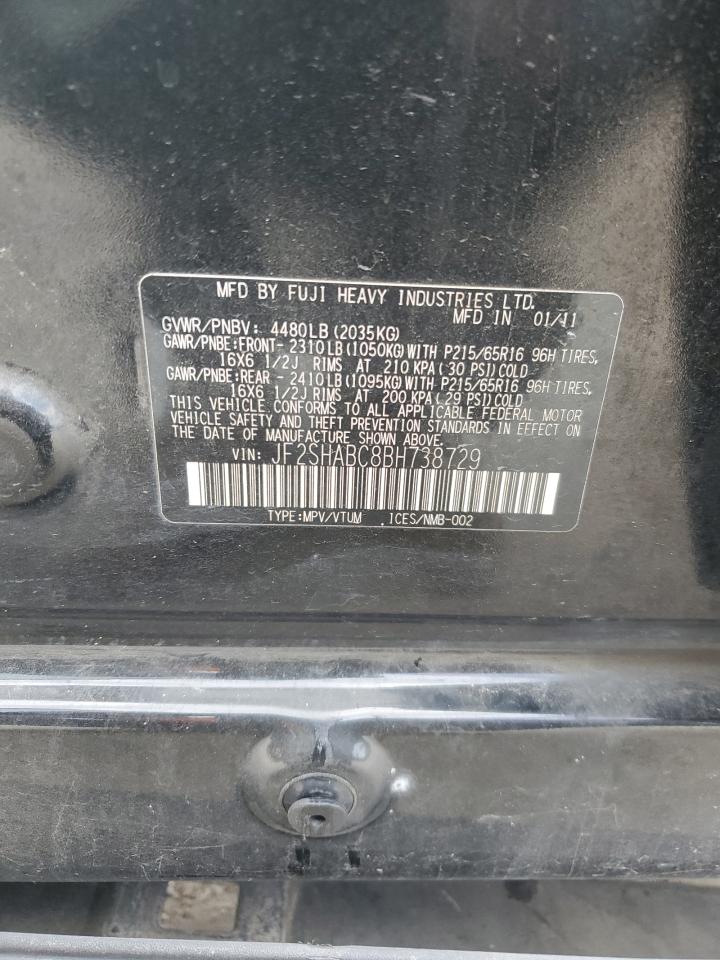 MFD BY FUJI HEAVY INDUSTRIES LTD.
MFD IN 01/11
GVWR/PNBV: 4480LB(2035KG)
GAWR/PNBE:FRONT- 2310LB(1050KG)WITH P215/65R16 96H TIRES,
16X6 1/2J RIMS AT 210 KPA(30 PSI)COLD
GAWR/PNBE:REAR - 2410LB(1095KG)WITH P215/65R16 96H TIRES,
16X6 1/2J RIMS AT 200 KPA(29 PSI)COLD
THIS VEHICLE CONFORMS TO ALL APPLICABLE FEDERAL MOTOR
VEHICLE SAFETY AND THEFT PREVENTION STANDARDS IN EFFECT ON
THE DATE OF MANUFACTURE SHOWN ABOVE.
VIN: JF2SHABC8BH738729
TYPE:MPV/VTUM ICES/NMB-002